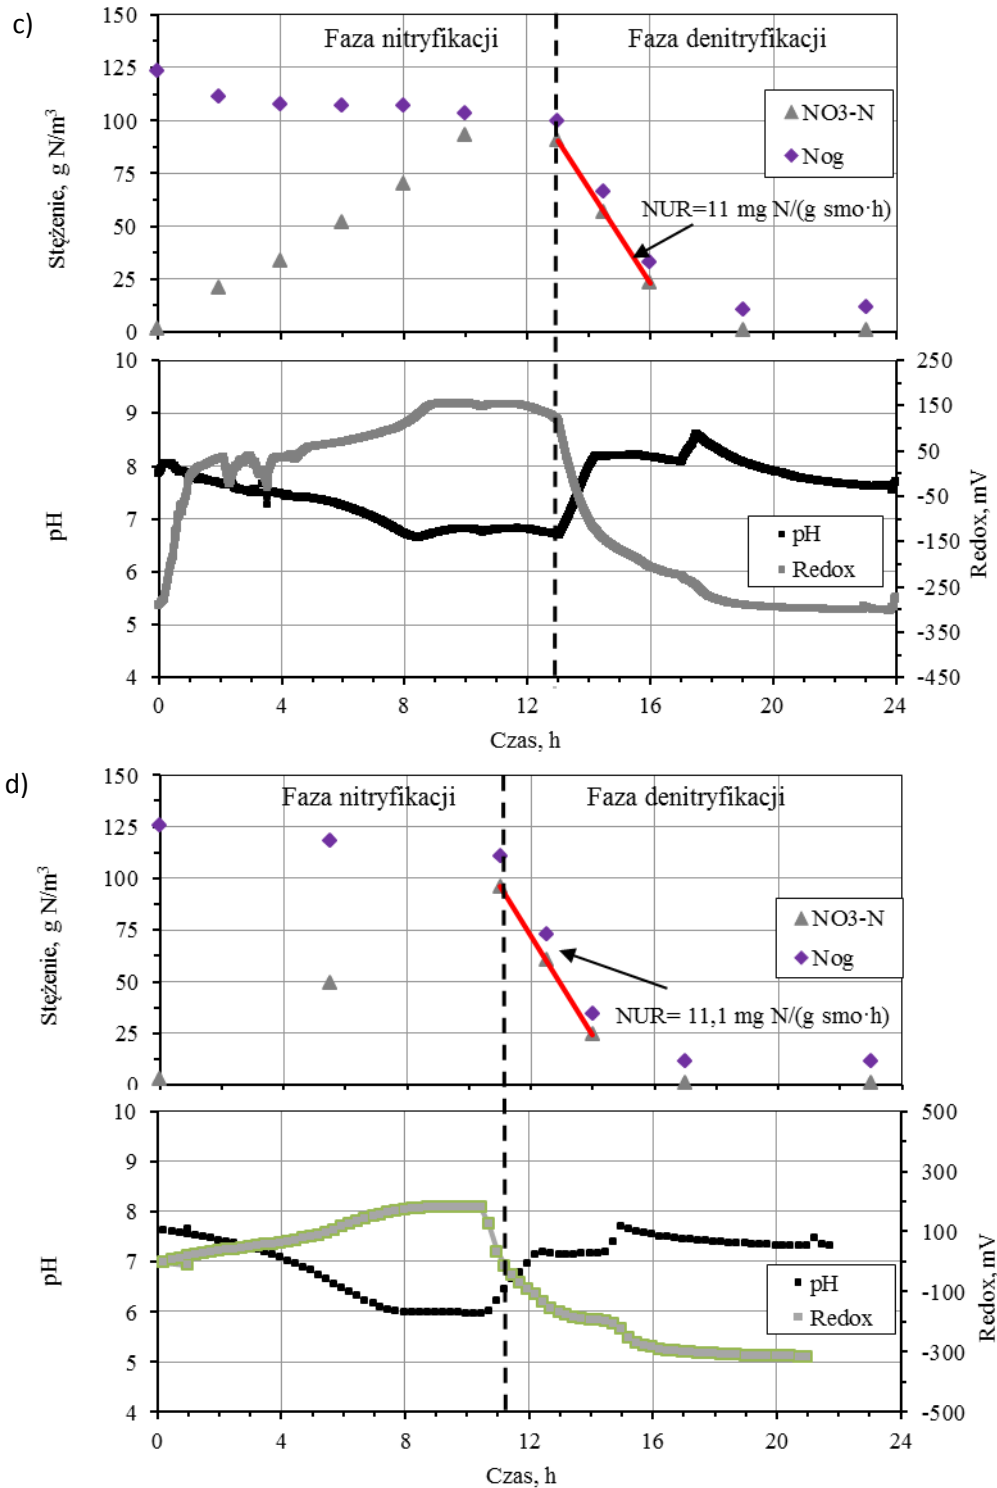 c)
150
125
100
75
50
25
0
Stężenie, g N/m³
Faza nitryfikacji
Faza denitryfikacji
NO3-N
Nog
NUR=11 mg N/(g smo·h)
10
9
8
7
6
5
4
pH
250
150
50
-50
-150
-250
-350
-450
Redox, mV
pH
Redox
0
4
8
12
16
20
24
Czas, h
d)
150
125
100
75
50
25
0
Stężenie, g N/m³
Faza nitryfikacji
Faza denitryfikacji
NO3-N
Nog
NUR= 11,1 mg N/(g smo·h)
10
9
8
7
6
5
4
pH
500
300
100
-100
-300
-500
Redox, mV
pH
Redox
0
4
8
12
16
20
24
Czas, h